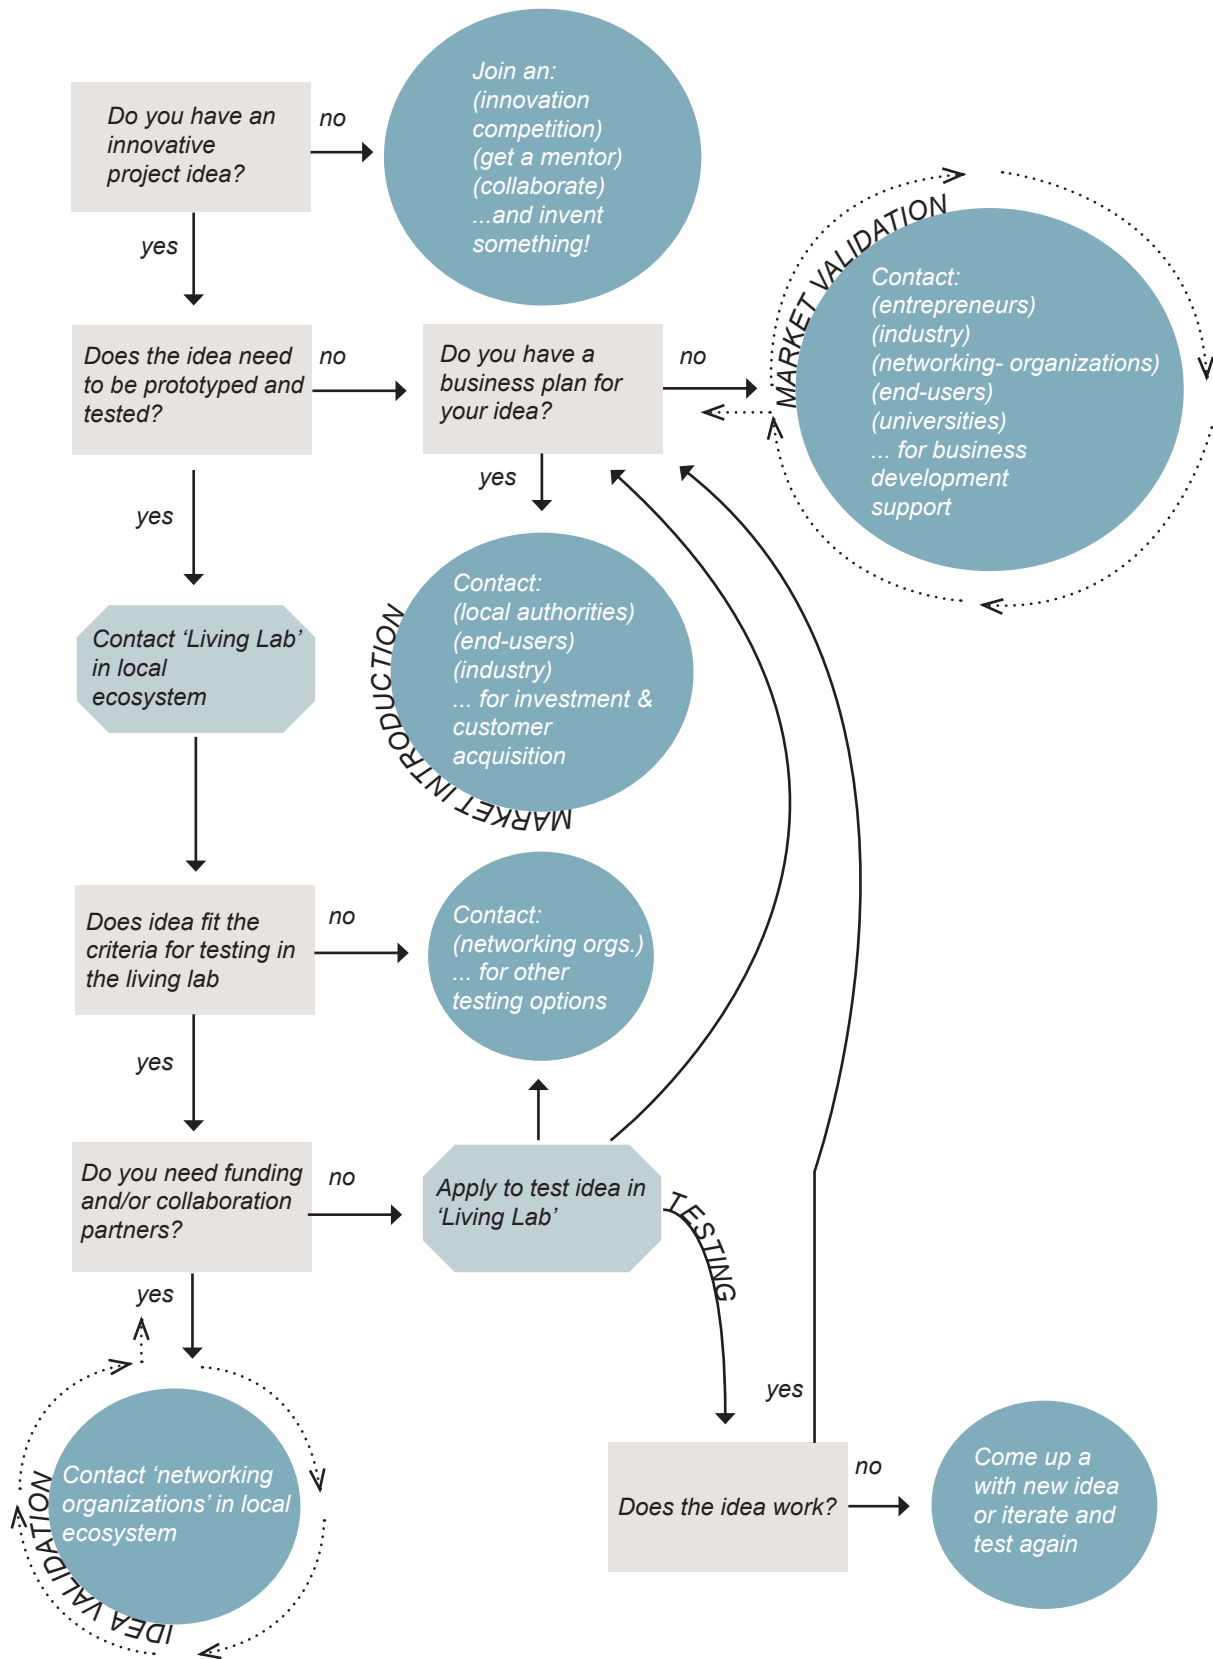 Do you have an
innovative
project idea?
no
yes
Join an:
(innovation
competition)
(get a mentor)
(collaborate)
...and invent
something!
Does the idea need
to be prototyped and
tested?
no
yes
Do you have a
business plan for
your idea?
no
yes
MARKET VALIDATION
Contact:
(entrepreneurs)
(industry)
(networking- organizations)
(end-users)
(universities)
... for business
development
support
Contact 'Living Lab'
in local
ecosystem
Contact:
(local authorities)
(end-users)
(industry)
... for investment &
customer
acquisition
MARKET INTRODUCTION
Does idea fit the
criteria for testing in
the living lab
no
yes
Contact:
(networking orgs.)
... for other
testing options
Do you need funding
and/or collaboration
partners?
no
yes
Apply to test idea in
'Living Lab'
TESTING
Contact 'networking
organizations' in local
ecosystem
IDEA VALIDATION
yes
Does the idea work?
no
Come up a
with new idea
or iterate and
test again